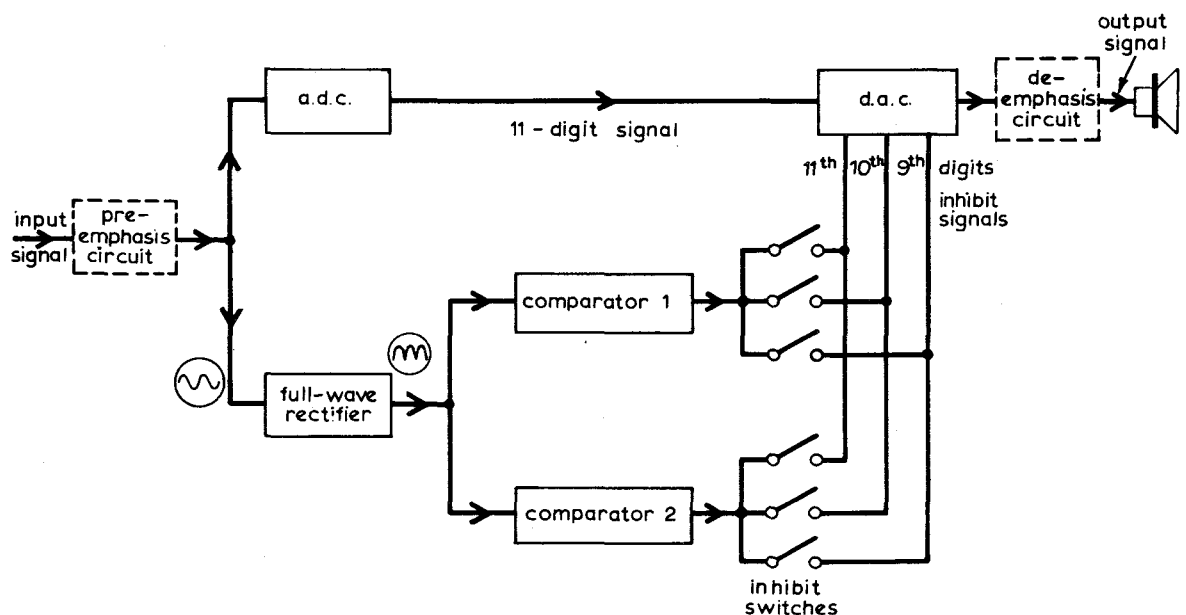 output
signal
a.d.c.
d.a.c.
de-
emphasis
circuit
11-digit signal
11th 10th 9th digits
inhibit
signals
input
signal
pre-
emphasis
circuit
comparator 1
full-wave
rectifier
comparator 2
inhibit
switches